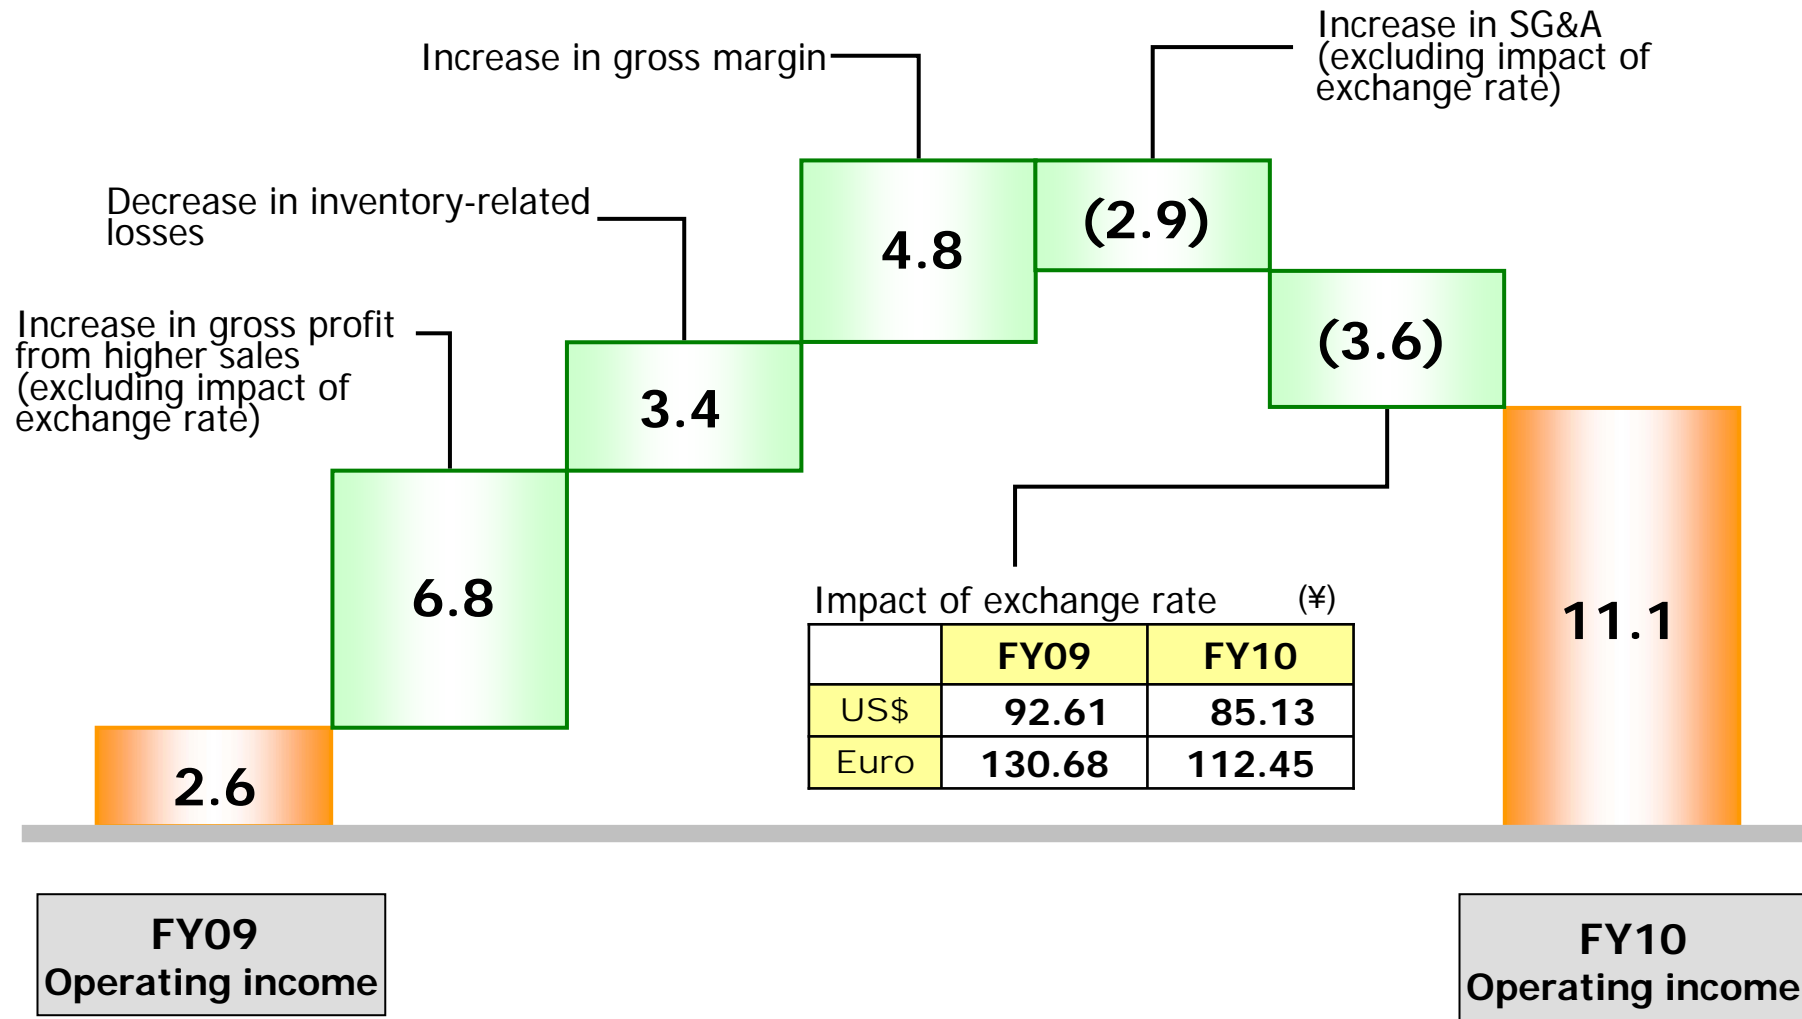 Increase in gross margin
Increase in SG&A
(excluding impact of
exchange rate)
Decrease in inventory-related
losses
Increase in gross profit
from higher sales
(excluding impact of
exchange rate)
2.6
6.8
3.4
4.8
(2.9)
(3.6)
11.1
Impact of exchange rate (¥)
FY09 FY10
US$ 92.61 85.13
Euro 130.68 112.45
FY09
Operating income
FY10
Operating income